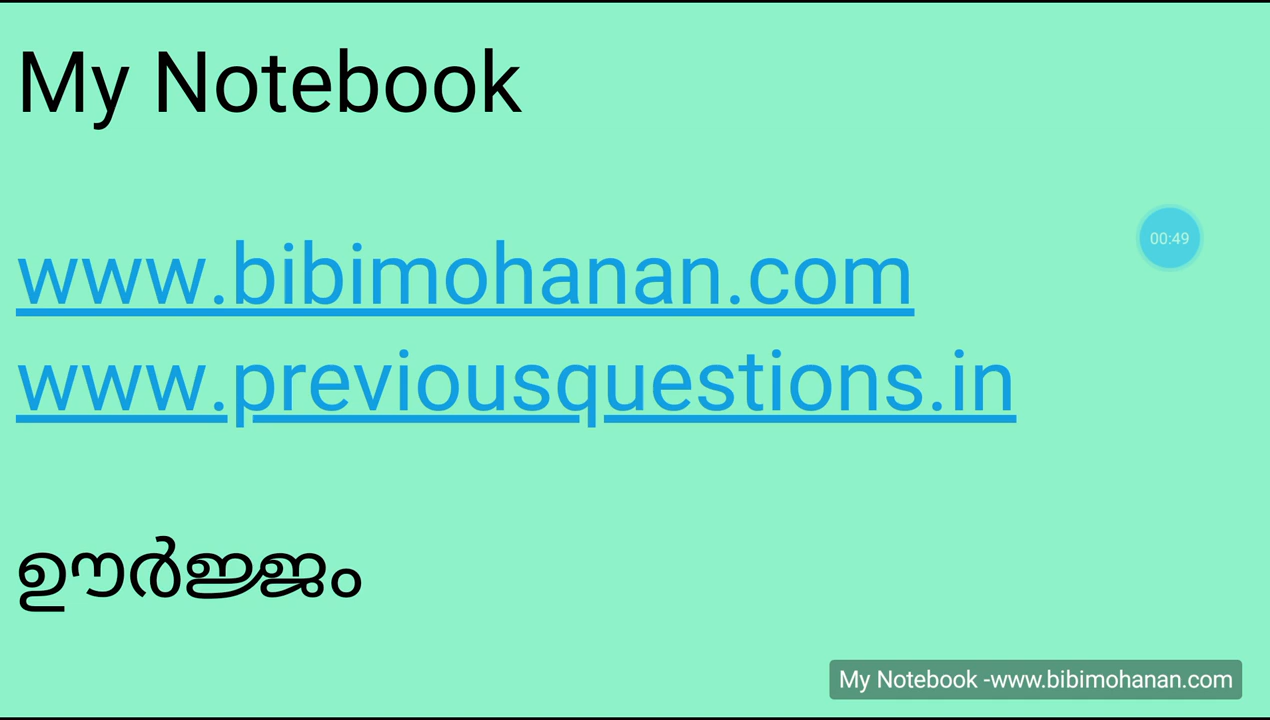 My Notebook
www.bibimohanan.com
00:49
www.previousquestions.in
ഊർജ്ജം
My Notebook -www.bibimohanan.com